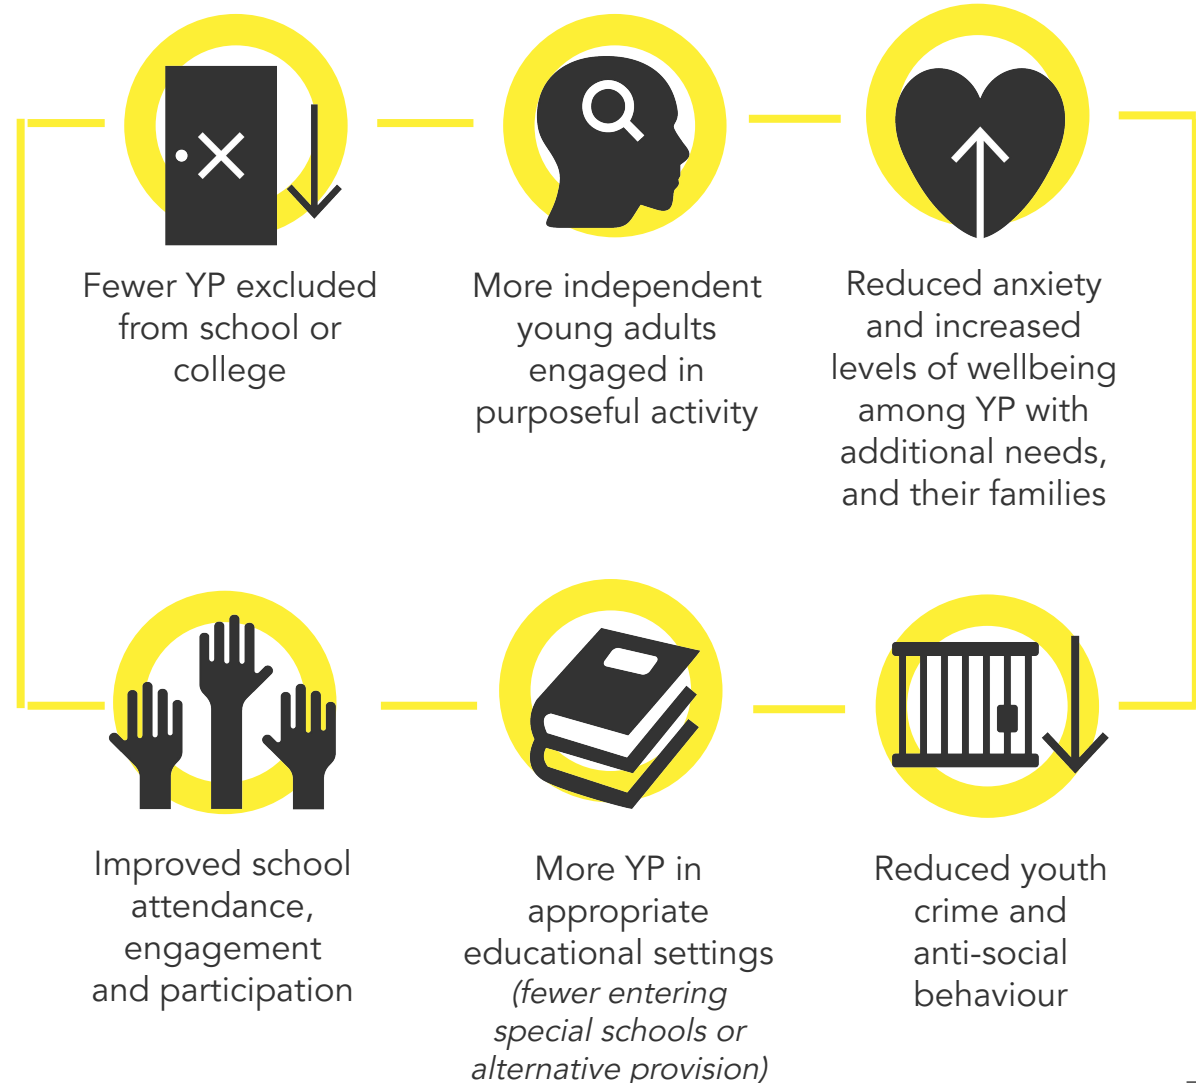 Fewer YP excluded
from school or
college
More independent
young adults
engaged in
purposeful activity
Reduced anxiety
and increased
levels of wellbeing
among YP with
additional needs,
and their families
Improved school
attendance,
engagement
and participation
More YP in
appropriate
educational settings
(fewer entering
special schools or
alternative provision)
Reduced youth
crime and
anti-social
behaviour